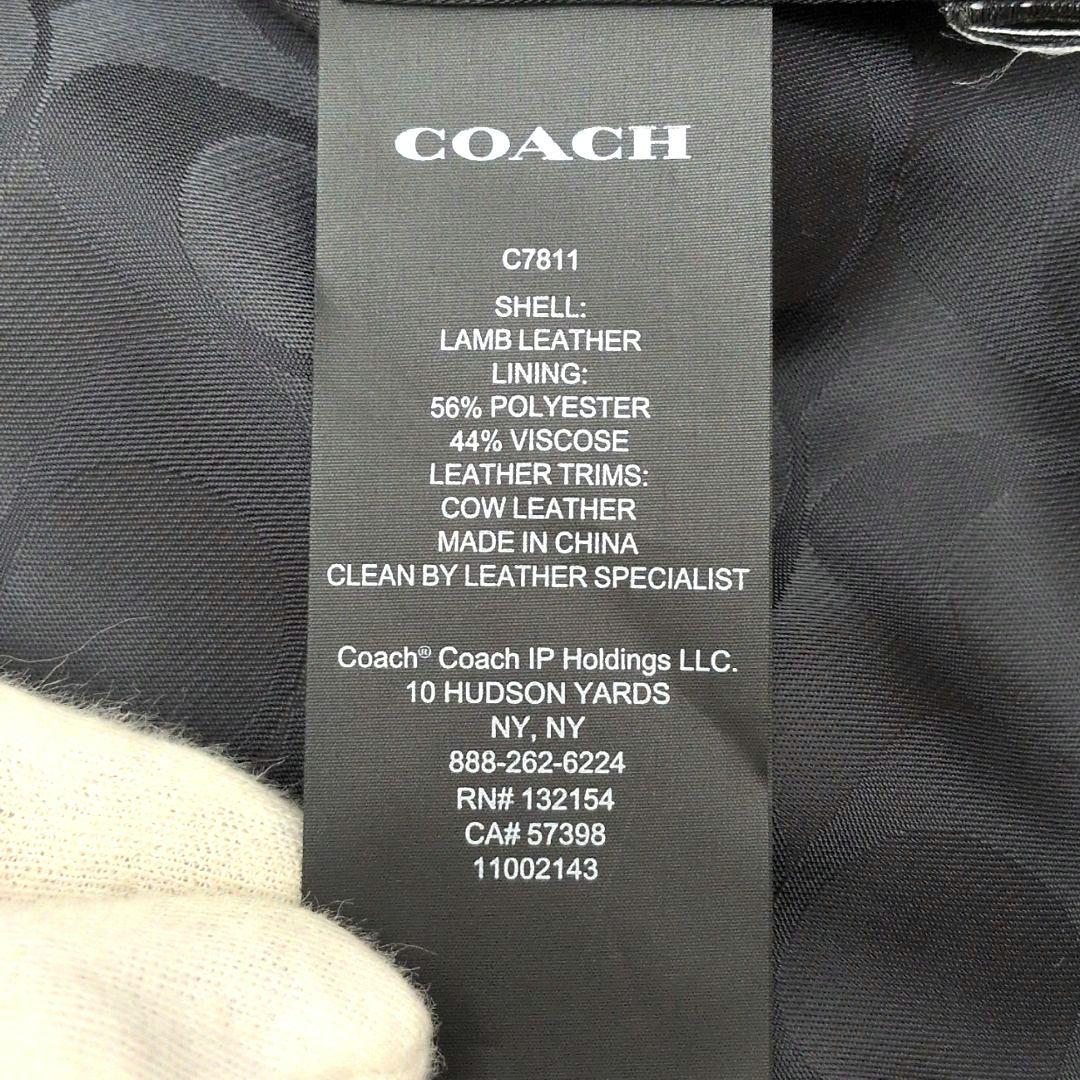 COACH
C7811
SHELL:
LAMB LEATHER
LINING:
56% POLYESTER
44% VISCOSE
LEATHER TRIMS:
COW LEATHER
MADE IN CHINA
CLEAN BY LEATHER SPECIALIST
Coach® Coach IP Holdings LLC.
10 HUDSON YARDS
NY, NY
888-262-6224
RN# 132154
CA# 57398
11002143